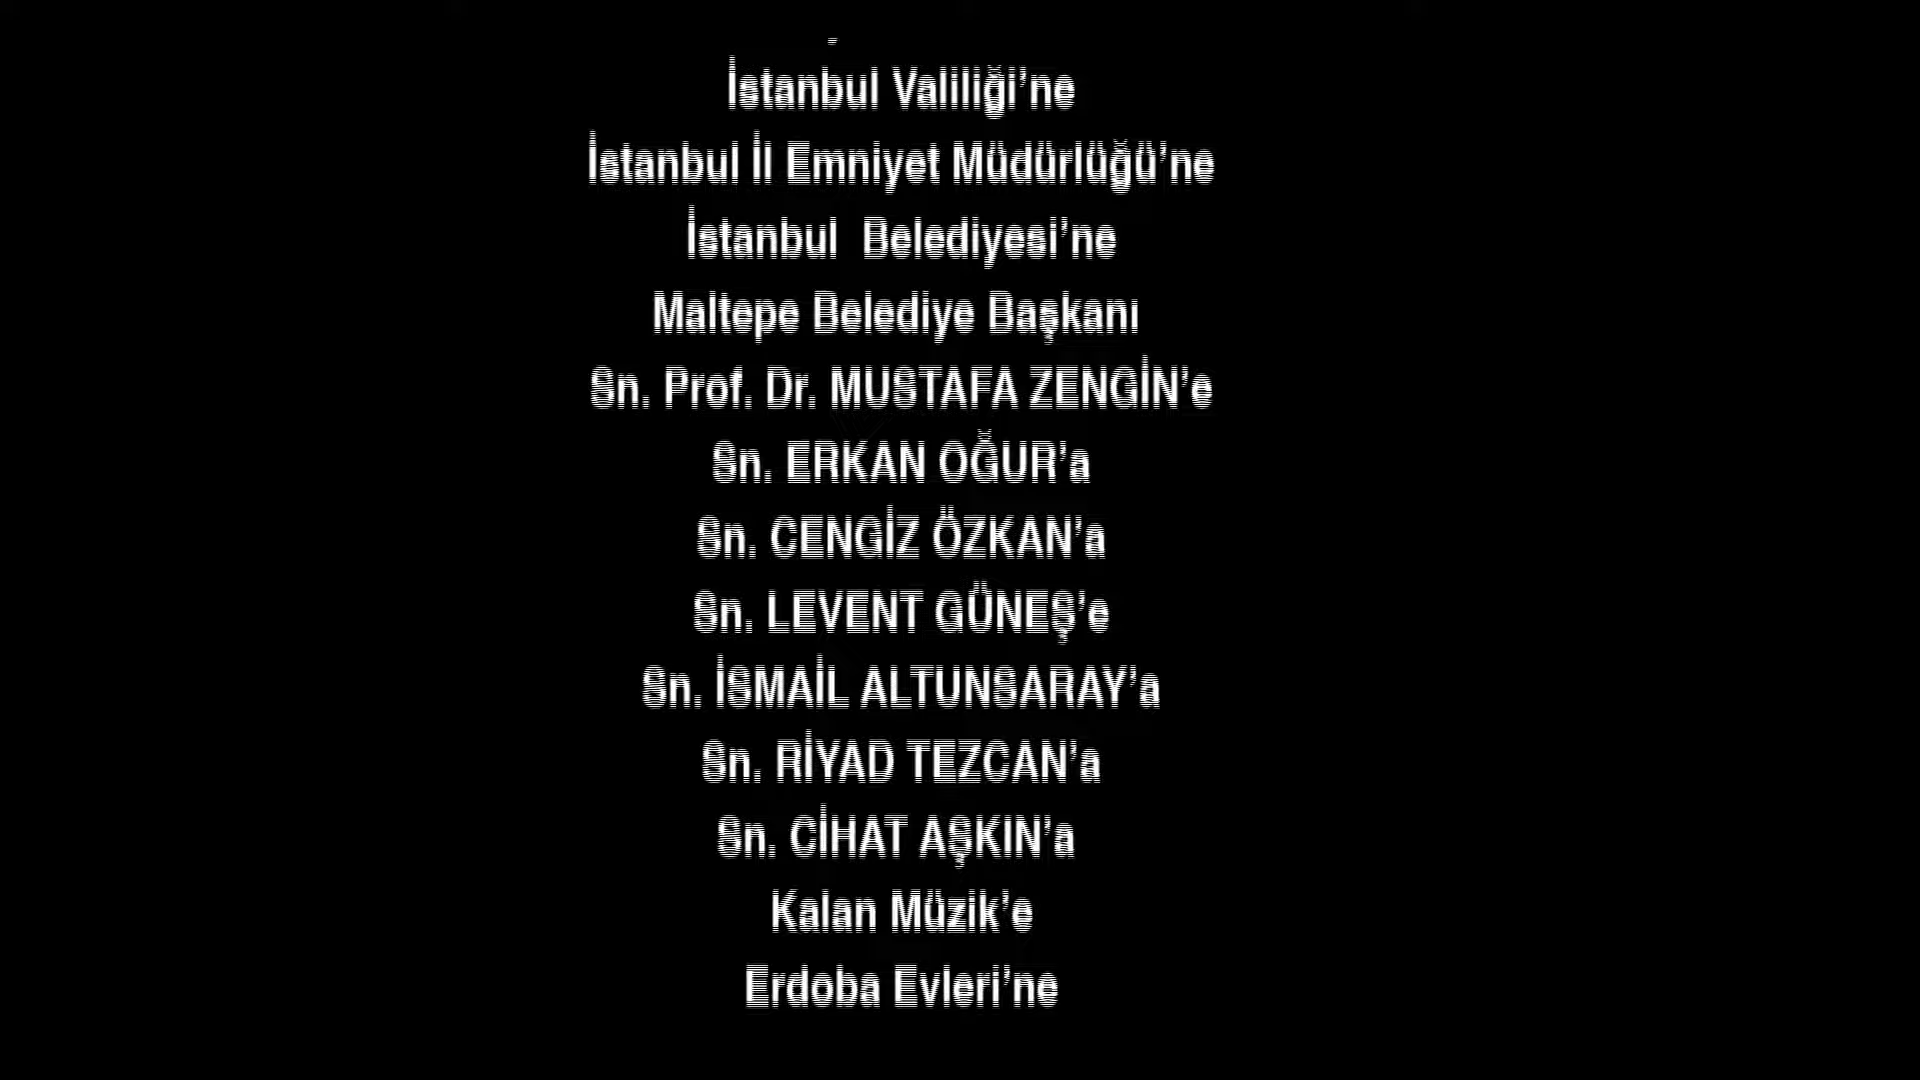 İstanbul Valiliği’ne
İstanbul İl Emniyet Müdürlüğü’ne
İstanbul  Belediyesi’ne
Maltepe Belediye Başkanı
Sn. Prof. Dr. MUSTAFA ZENGİN’e
Sn. ERKAN OĞUR’a
Sn. CENGİZ ÖZKAN’a
Sn. LEVENT GÜNEŞ’e
Sn. İSMAİL ALTUNSARAY’a
Sn. RİYAD TEZCAN’a
Sn. CİHAT AŞKIN’a
Kalan Müzik’e
Erdoba Evleri’ne